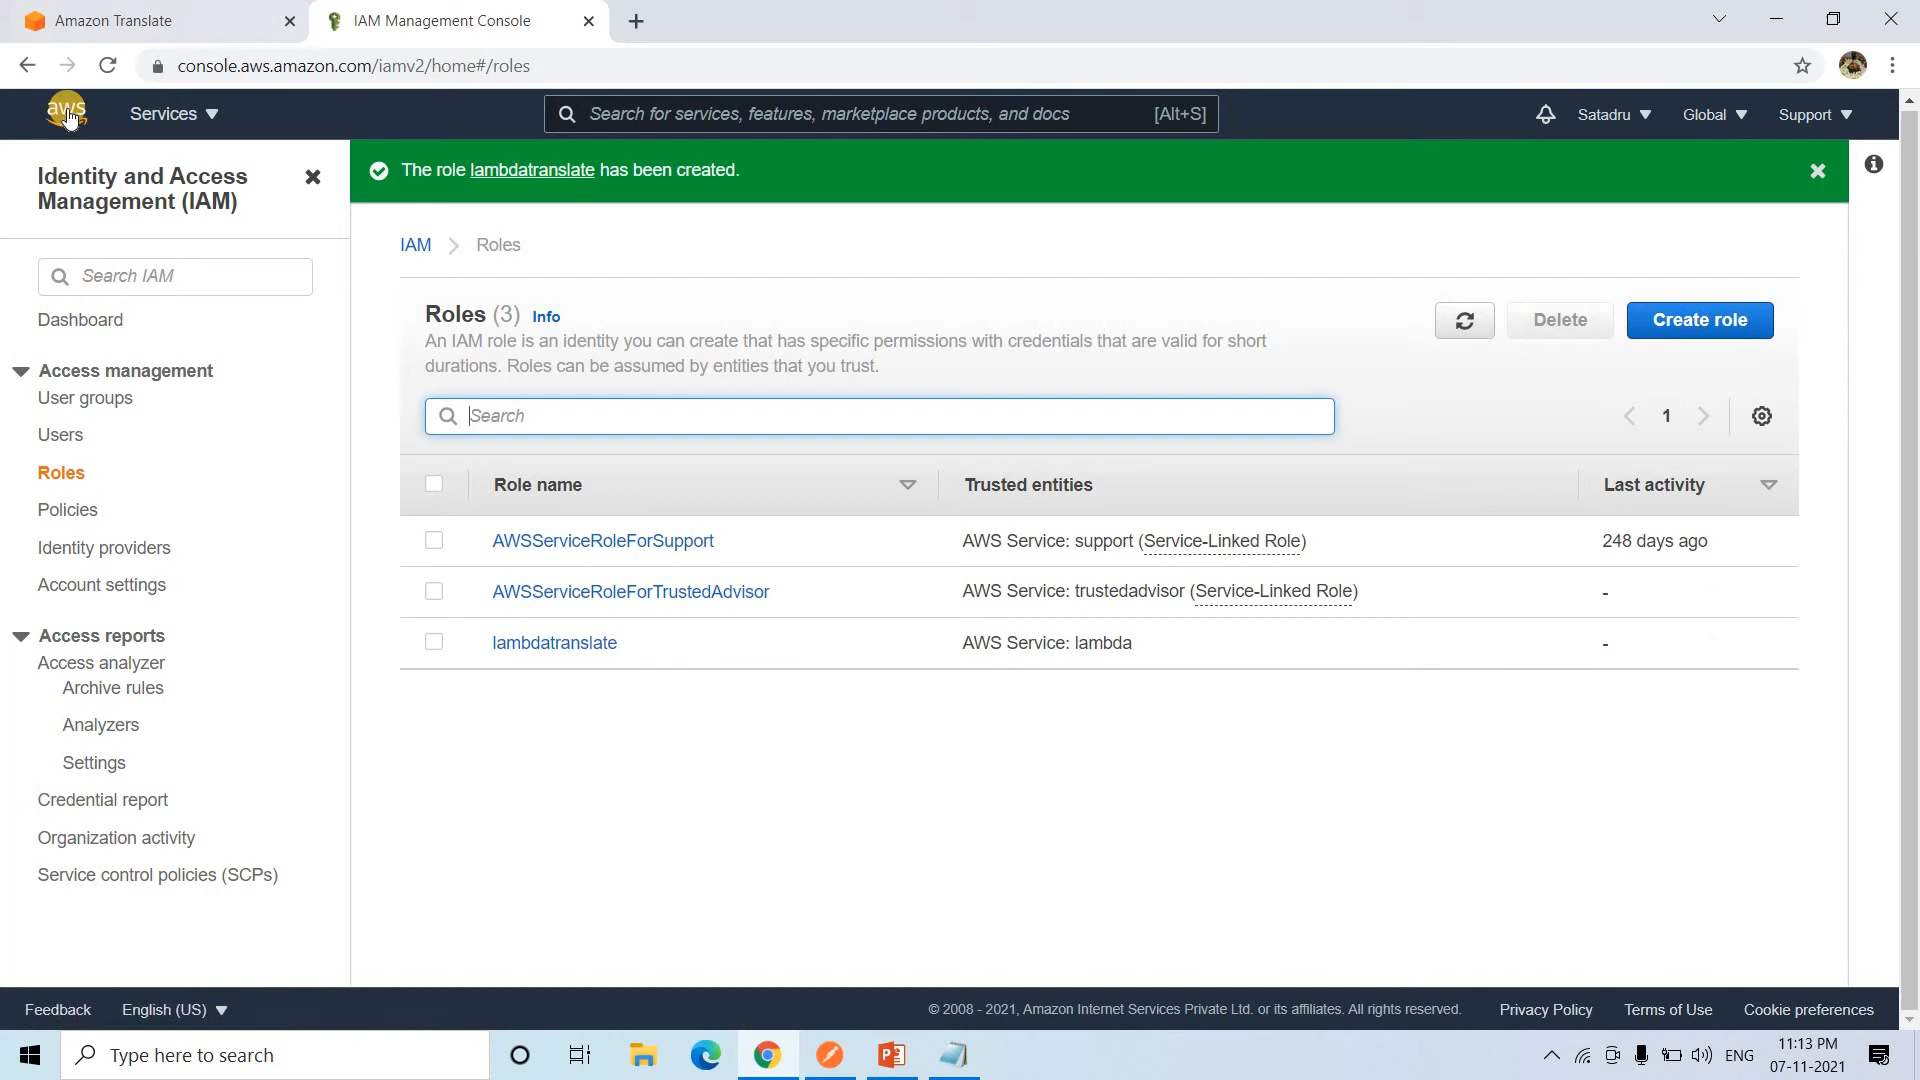 Amazon Translate
IAM Management Console
console.aws.amazon.com/iamv2/home#/roles
aws
Services
Search for services, features, marketplace products, and docs [Alt+S]
Satadru
Global
Support
Identity and Access
Management (IAM)
Search IAM
Dashboard
Access management
User groups
Users
Roles
Policies
Identity providers
Account settings
Access reports
Access analyzer
Archive rules
Analyzers
Settings
Credential report
Organization activity
Service control policies (SCPs)
The role lambdatranslate has been created.
IAM > Roles
Roles (3) Info
An IAM role is an identity you can create that has specific permissions with credentials that are valid for short
durations. Roles can be assumed by entities that you trust.
Delete
Create role
Search
1
Role name Trusted entities Last activity
AWSServiceRoleForSupport AWS Service: support (Service-Linked Role) 248 days ago
AWSServiceRoleForTrustedAdvisor AWS Service: trustedadvisor (Service-Linked Role) -
lambdatranslate AWS Service: lambda -
Feedback English (US)
© 2008 - 2021, Amazon Internet Services Private Ltd. or its affiliates. All rights reserved. Privacy Policy Terms of Use Cookie preferences
Type here to search
ENG
11:13 PM
07-11-2021